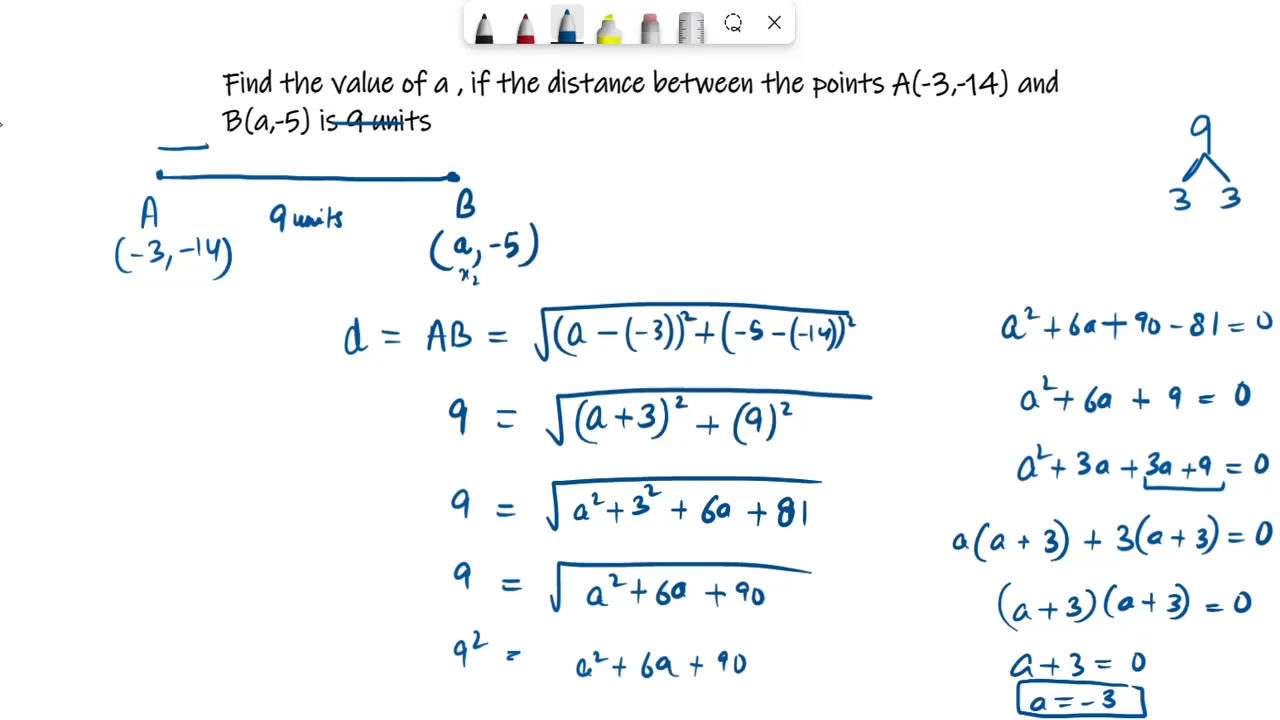 Find the value of a , if the distance between the points A(-3,-14) and
B(a,-5) is 9 units
9
3 3
A 9 units B
(-3, -14) (a, -5)
x₂
d = AB = √(a - (-3))² + (-5 - (-14))²
9 = √(a + 3)² + (9)²
9 = √a² + 3² + 6a + 81
9 = √a² + 6a + 90
9² = a² + 6a + 90
a² + 6a + 90 - 81 = 0
a² + 6a + 9 = 0
a² + 3a + 3a + 9 = 0
a(a + 3) + 3(a + 3) = 0
(a + 3)(a + 3) = 0
a + 3 = 0
a = -3